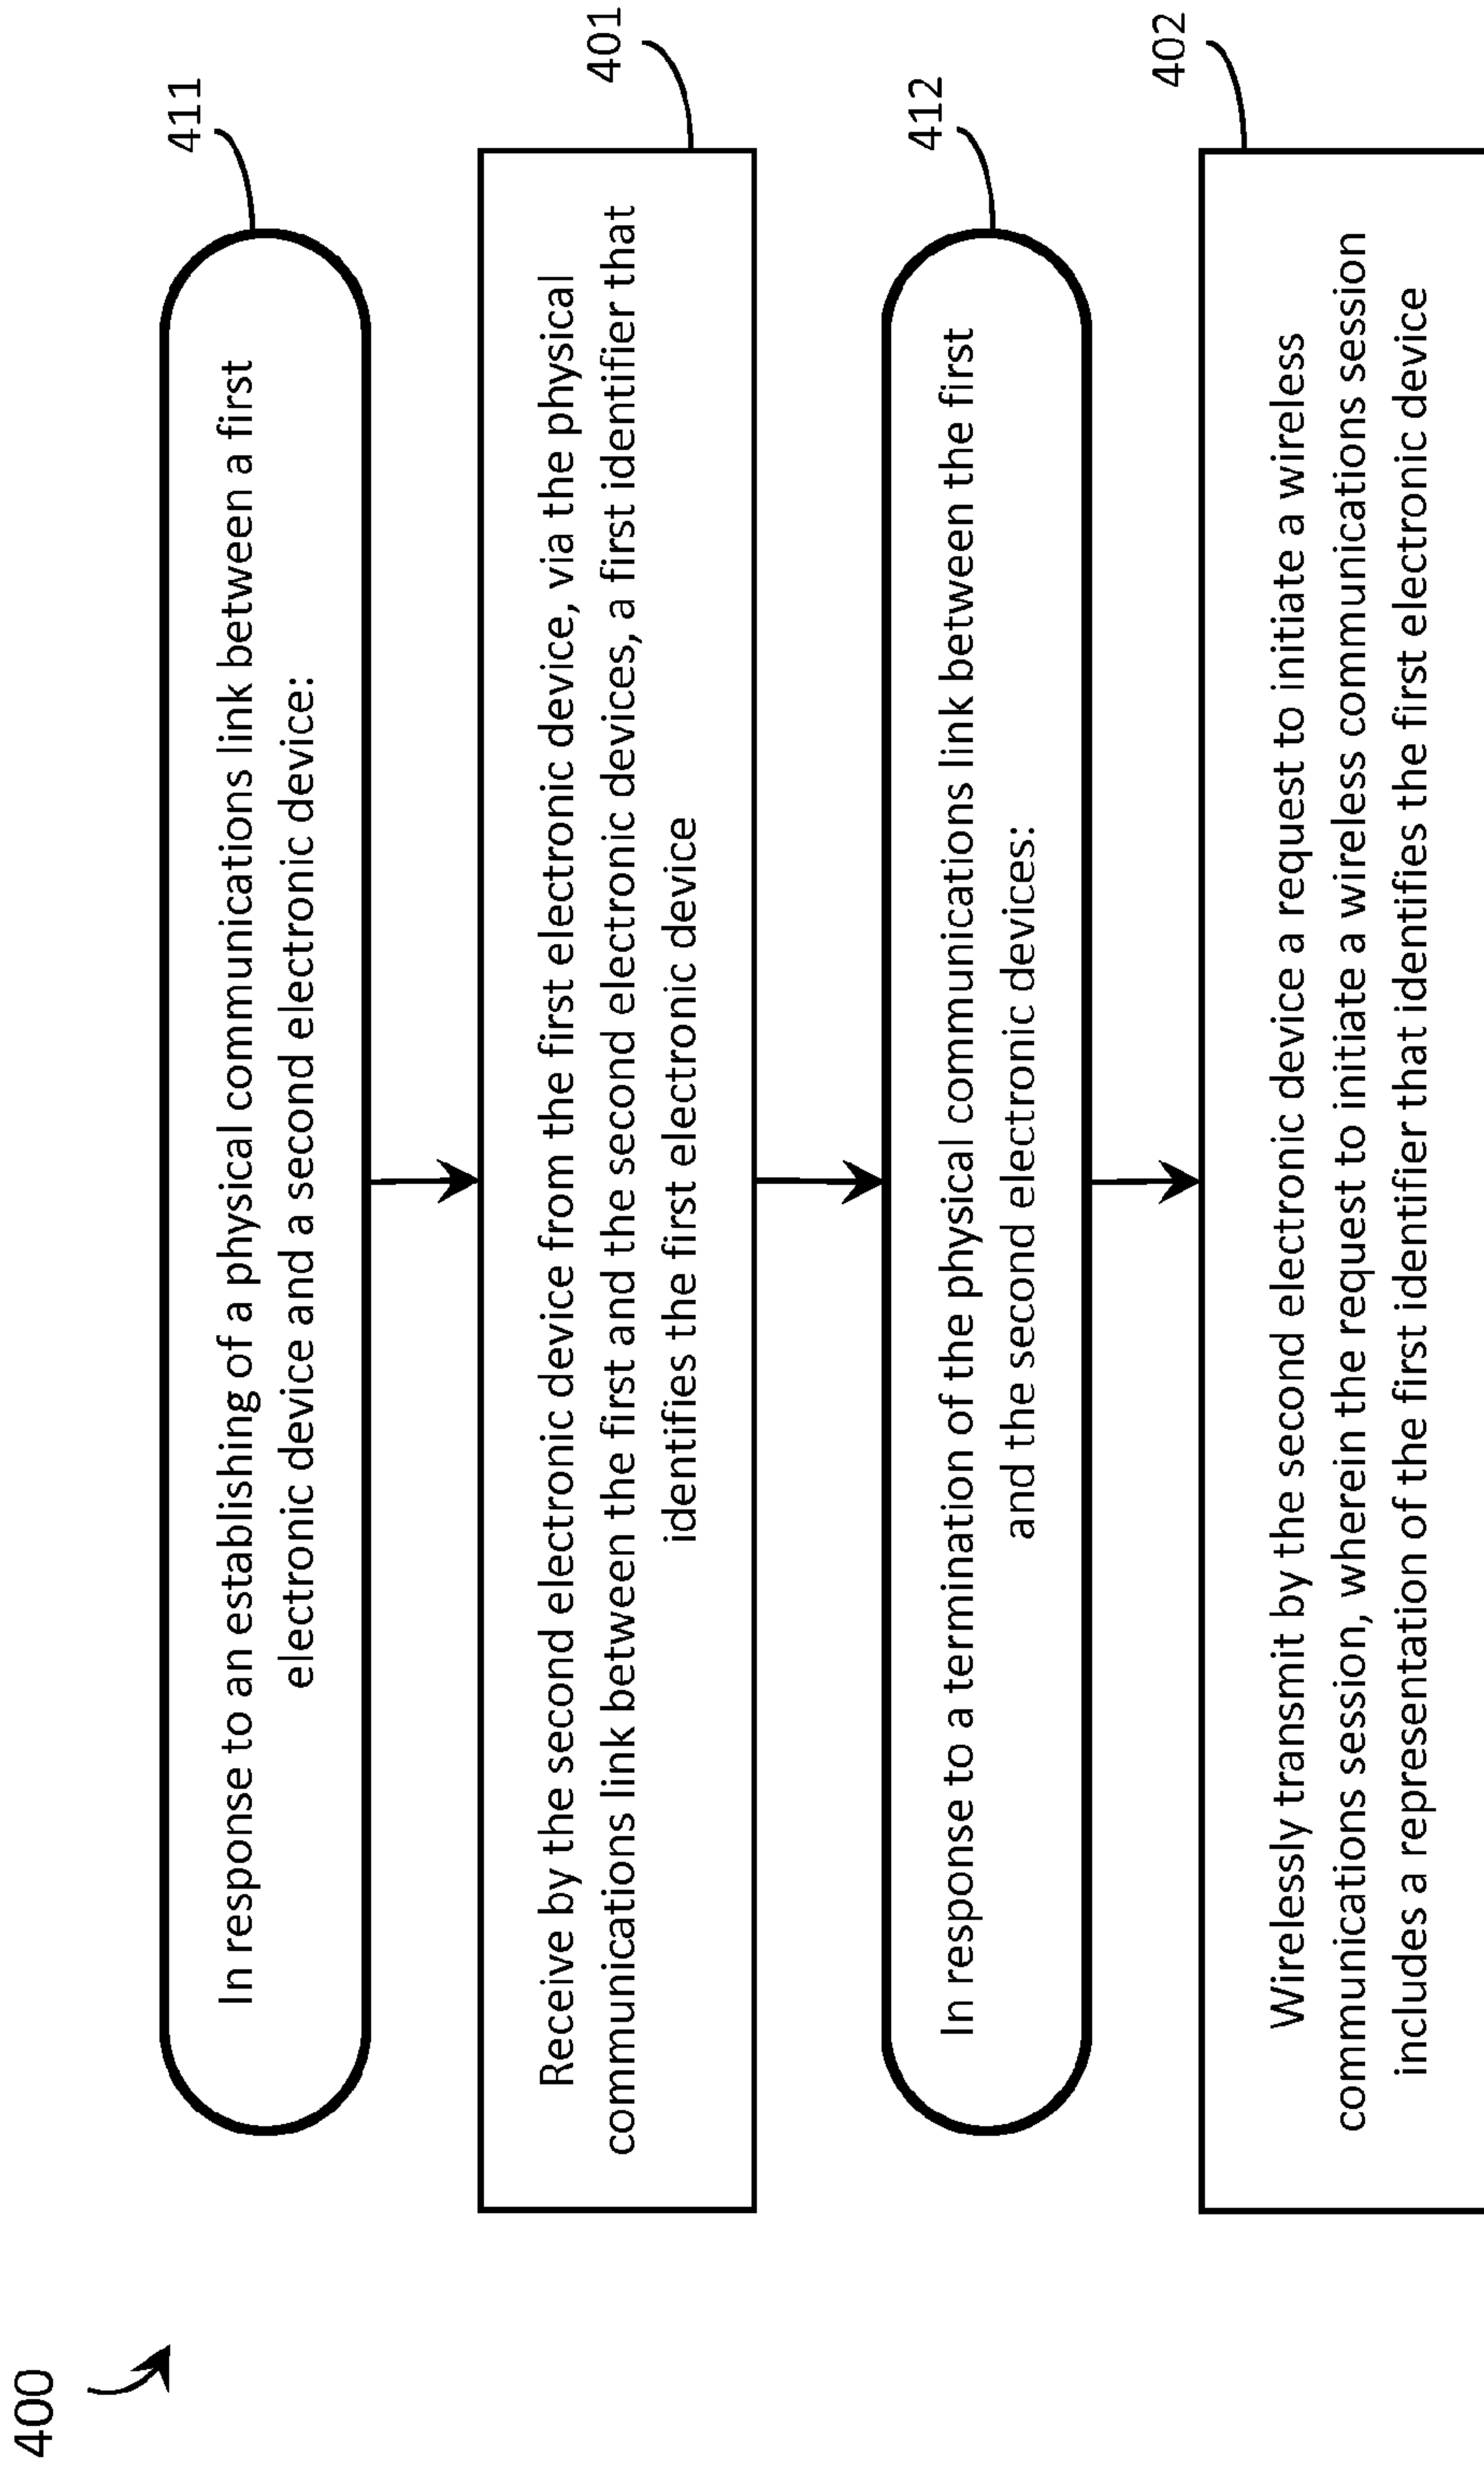 400
411
In response to an establishing of a physical communications link between a first
electronic device and a second electronic device:
401
Receive by the second electronic device from the first electronic device, via the physical
communications link between the first and the second electronic devices, a first identifier that
identifies the first electronic device
412
In response to a termination of the physical communications link between the first
and the second electronic devices:
402
Wirelessly transmit by the second electronic device a request to initiate a wireless
communications session, wherein the request to initiate a wireless communications session
includes a representation of the first identifier that identifies the first electronic device